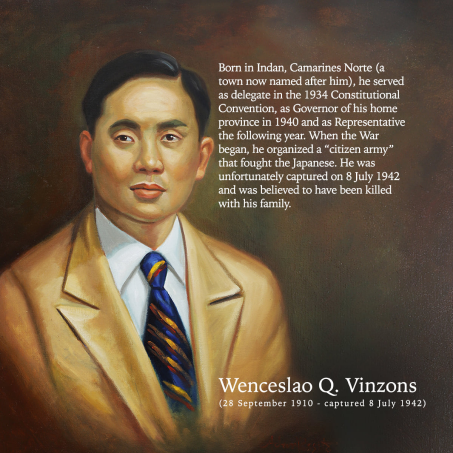 Born in Indan, Camarines Norte (a
town now named after him), he served
as delegate in the 1934 Constitutional
Convention, as Governor of his home
province in 1940 and as Representative
the following year. When the War
began, he organized a “citizen army”
that fought the Japanese. He was
unfortunately captured on 8 July 1942
and was believed to have been killed
with his family.
Wenceslao Q. Vinzons
(28 September 1910 - captured 8 July 1942)